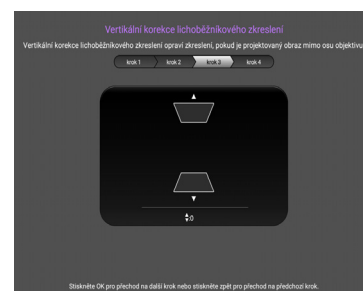 Vertikální korekce lichoběžníkového zkreslení
Vertikální korekce lichoběžníkového zkreslení opraví zkreslení, pokud je projektovaný obraz mimo osu objektivu
krok 1 krok 2 krok 3 krok 4
:0
Stiskněte OK pro přechod na další krok nebo stiskněte zpět pro přechod na předchozí krok.